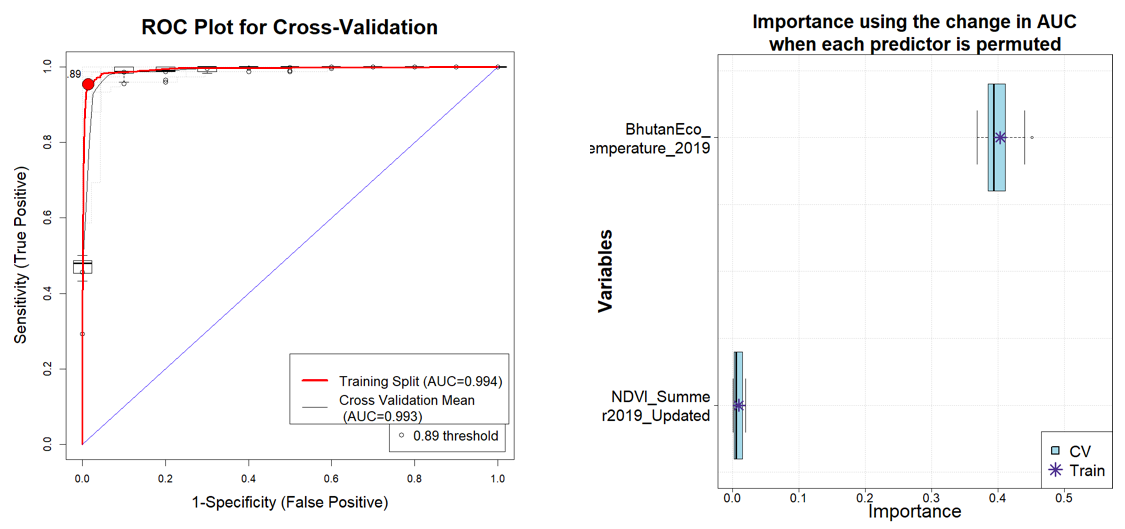 ROC Plot for Cross-Validation
Sensitivity (True Positive)
1.0
0.8
0.6
0.4
0.2
0.0
.89
Training Split (AUC=0.994)
Cross Validation Mean
(AUC=0.993)
0.89 threshold
0.0 0.2 0.4 0.6 0.8 1.0
1-Specificity (False Positive)
Importance using the change in AUC
when each predictor is permuted
Variables
BhutanEco_
emperature_2019
NDVI_Summe
r2019_Updated
CV
Train
0.0 0.1 0.2 0.3 0.4 0.5
Importance